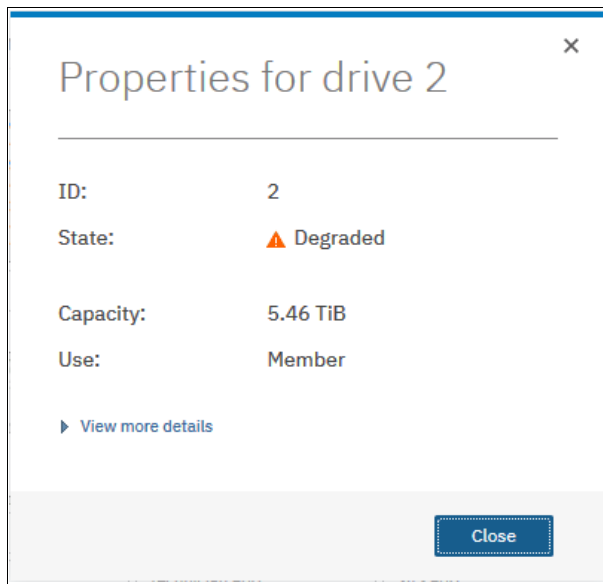 Properties for drive 2
ID: 2
State: Degraded
Capacity: 5.46 TiB
Use: Member
View more details
Close